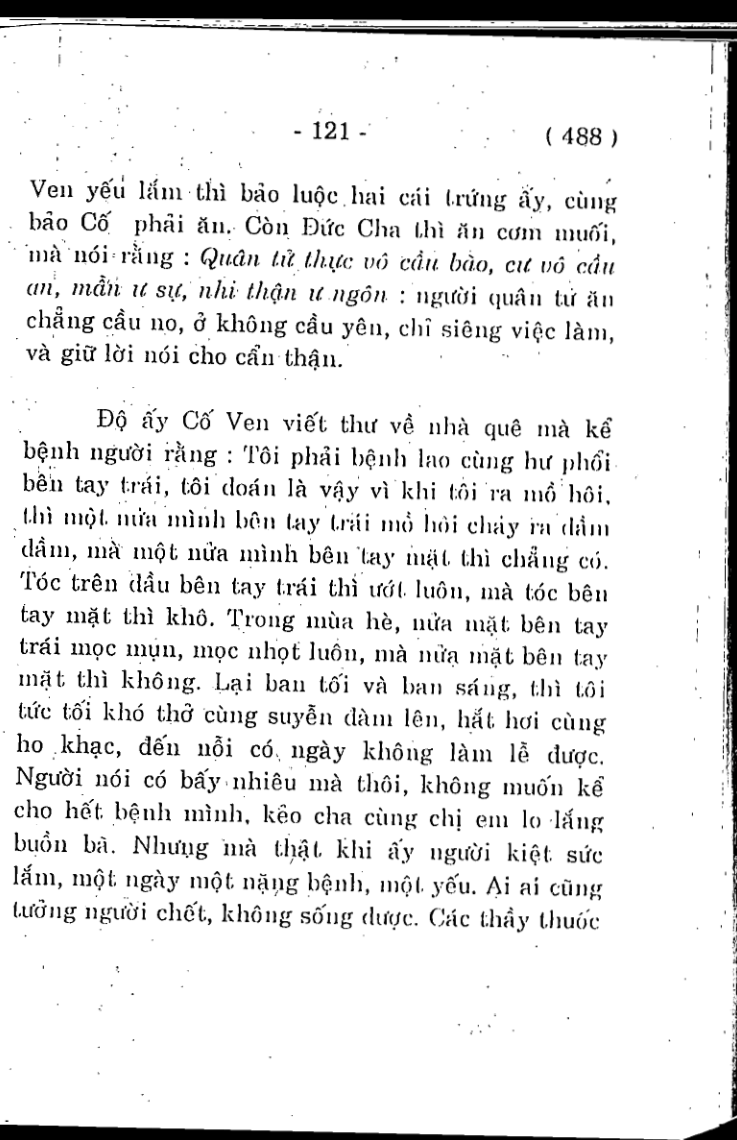 - 121 - ( 488 )
Ven yếu lắm thì bảo luộc hai cái trứng ấy, cùng
bảo Cố phải ăn. Còn Đức Cha thì ăn cơm muối,
mà nói rằng : Quân tử thực vô cầu bảo, cư vô cầu
an, mẫn ư sự, nhi thận ư ngôn : người quân tử ăn
chẳng cầu no, ở không cầu yên, chỉ siêng việc làm,
và giữ lời nói cho cẩn thận.
Độ ấy Cố Ven viết thư về nhà quê mà kể
bệnh người rằng : Tôi phải bệnh lao cùng hư phổi
bên tay trái, tôi đoán là vậy vì khi tôi ra mồ hôi,
thì một nửa mình bên tay trái mồ hôi chảy ra dầm
dầm, mà một nửa mình bên tay mặt thì chẳng có.
Tóc trên đầu bên tay trái thì ướt luôn, mà tóc bên
tay mặt thì khô. Trong mùa hè, nửa mặt bên tay
trái mọc mụn, mọc nhọt luôn, mà nửa mặt bên tay
mặt thì không. Lại ban tối và ban sáng, thì tôi
tức tối khó thở cùng suyễn đàm lên, hắt hơi cùng
ho khạc, đến nỗi có ngày không làm lễ được.
Người nói có bấy nhiêu mà thôi, không muốn kể
cho hết bệnh mình, kẻo cha cùng chị em lo lắng
buồn bã. Nhưng mà thật khi ấy người kiệt sức
lắm, một ngày một nặng bệnh, một yếu. Ai ai cũng
tưởng người chết, không sống được. Các thầy thuốc